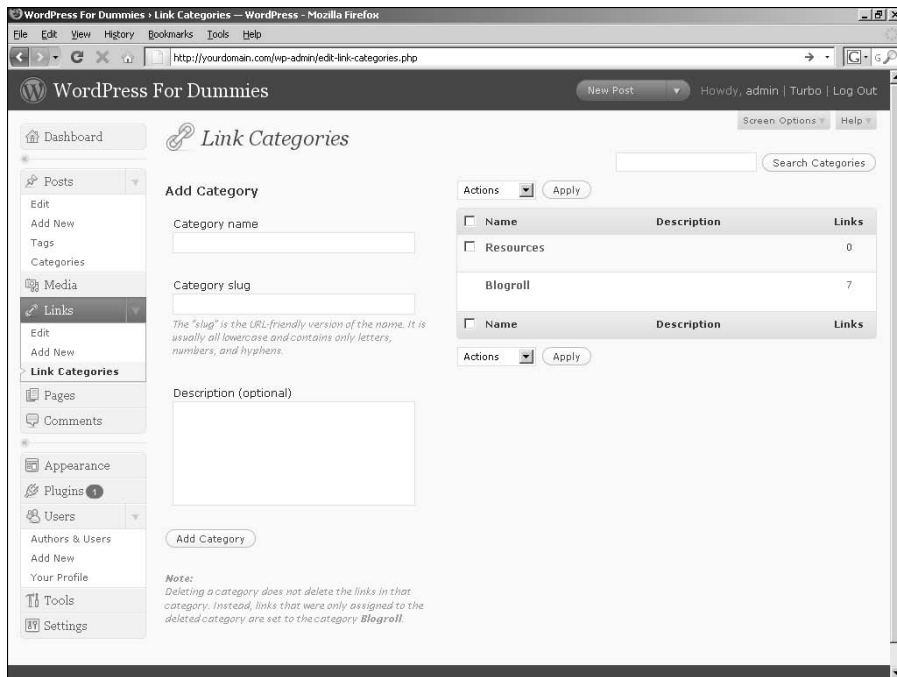 WordPress For Dummies › Link Categories — WordPress - Mozilla Firefox
File Edit View History Bookmarks Tools Help
http://yourdomain.com/wp-admin/edit-link-categories.php
WordPress For Dummies
New Post
Howdy, admin | Turbo | Log Out
Screen Options
Help
Dashboard
Posts
Edit
Add New
Tags
Categories
Media
Links
Edit
Add New
Link Categories
Pages
Comments
Appearance
Plugins 1
Users
Authors & Users
Add New
Your Profile
Tools
Settings
Link Categories
Search Categories
Add Category
Category name
Category slug
The "slug" is the URL-friendly version of the name. It is
usually all lowercase and contains only letters,
numbers, and hyphens.
Description (optional)
Add Category
Note:
Deleting a category does not delete the links in that
category. Instead, links that were only assigned to the
deleted category are set to the category Blogroll.
Actions Apply
Name Description Links
Resources 0
Blogroll 7
Name Description Links
Actions Apply